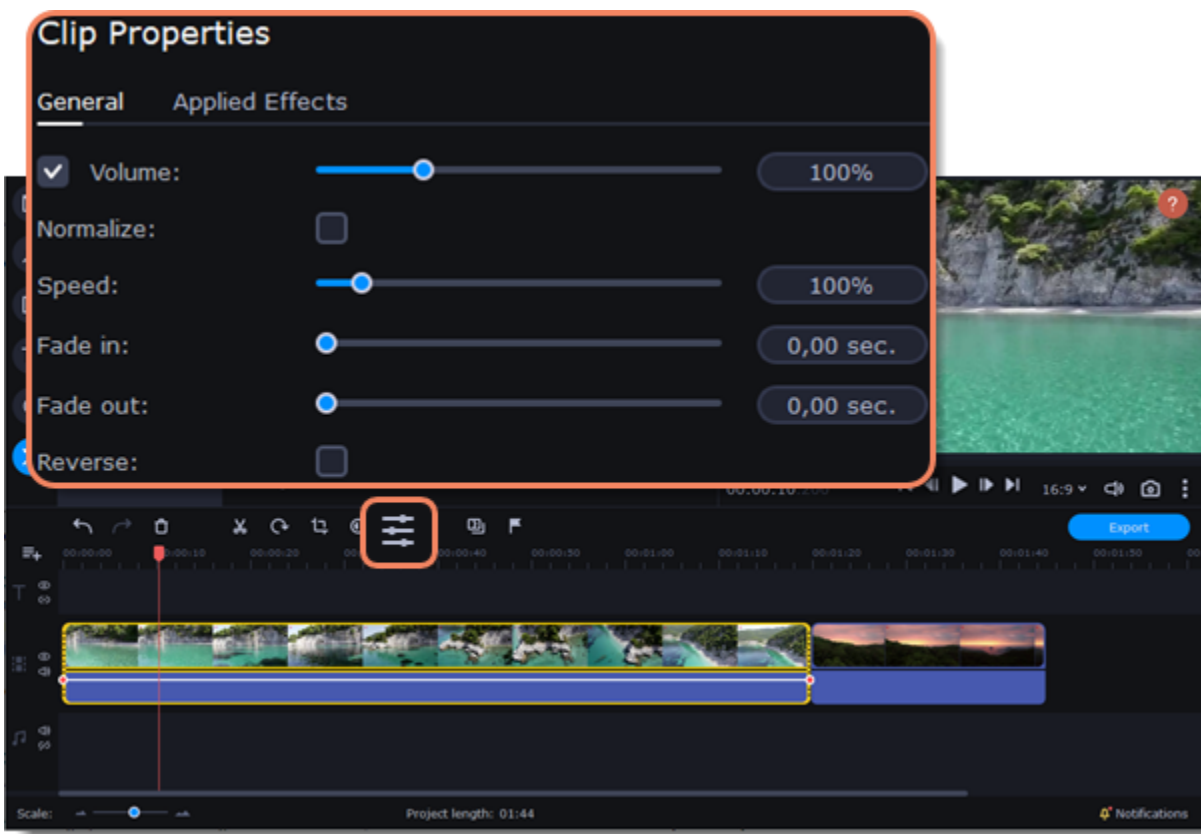 Clip Properties
General Applied Effects
Volume: 100%
Normalize:
Speed: 100%
Fade in: 0,00 sec.
Fade out: 0,00 sec.
Reverse:
?
16:9
Export
00:00:00 00:00:20 00:00:40 00:00:50 00:01:00 00:01:10 00:01:20 00:01:30 00:01:40 00:01:50
T
Scale: Project length: 01:44 Notifications